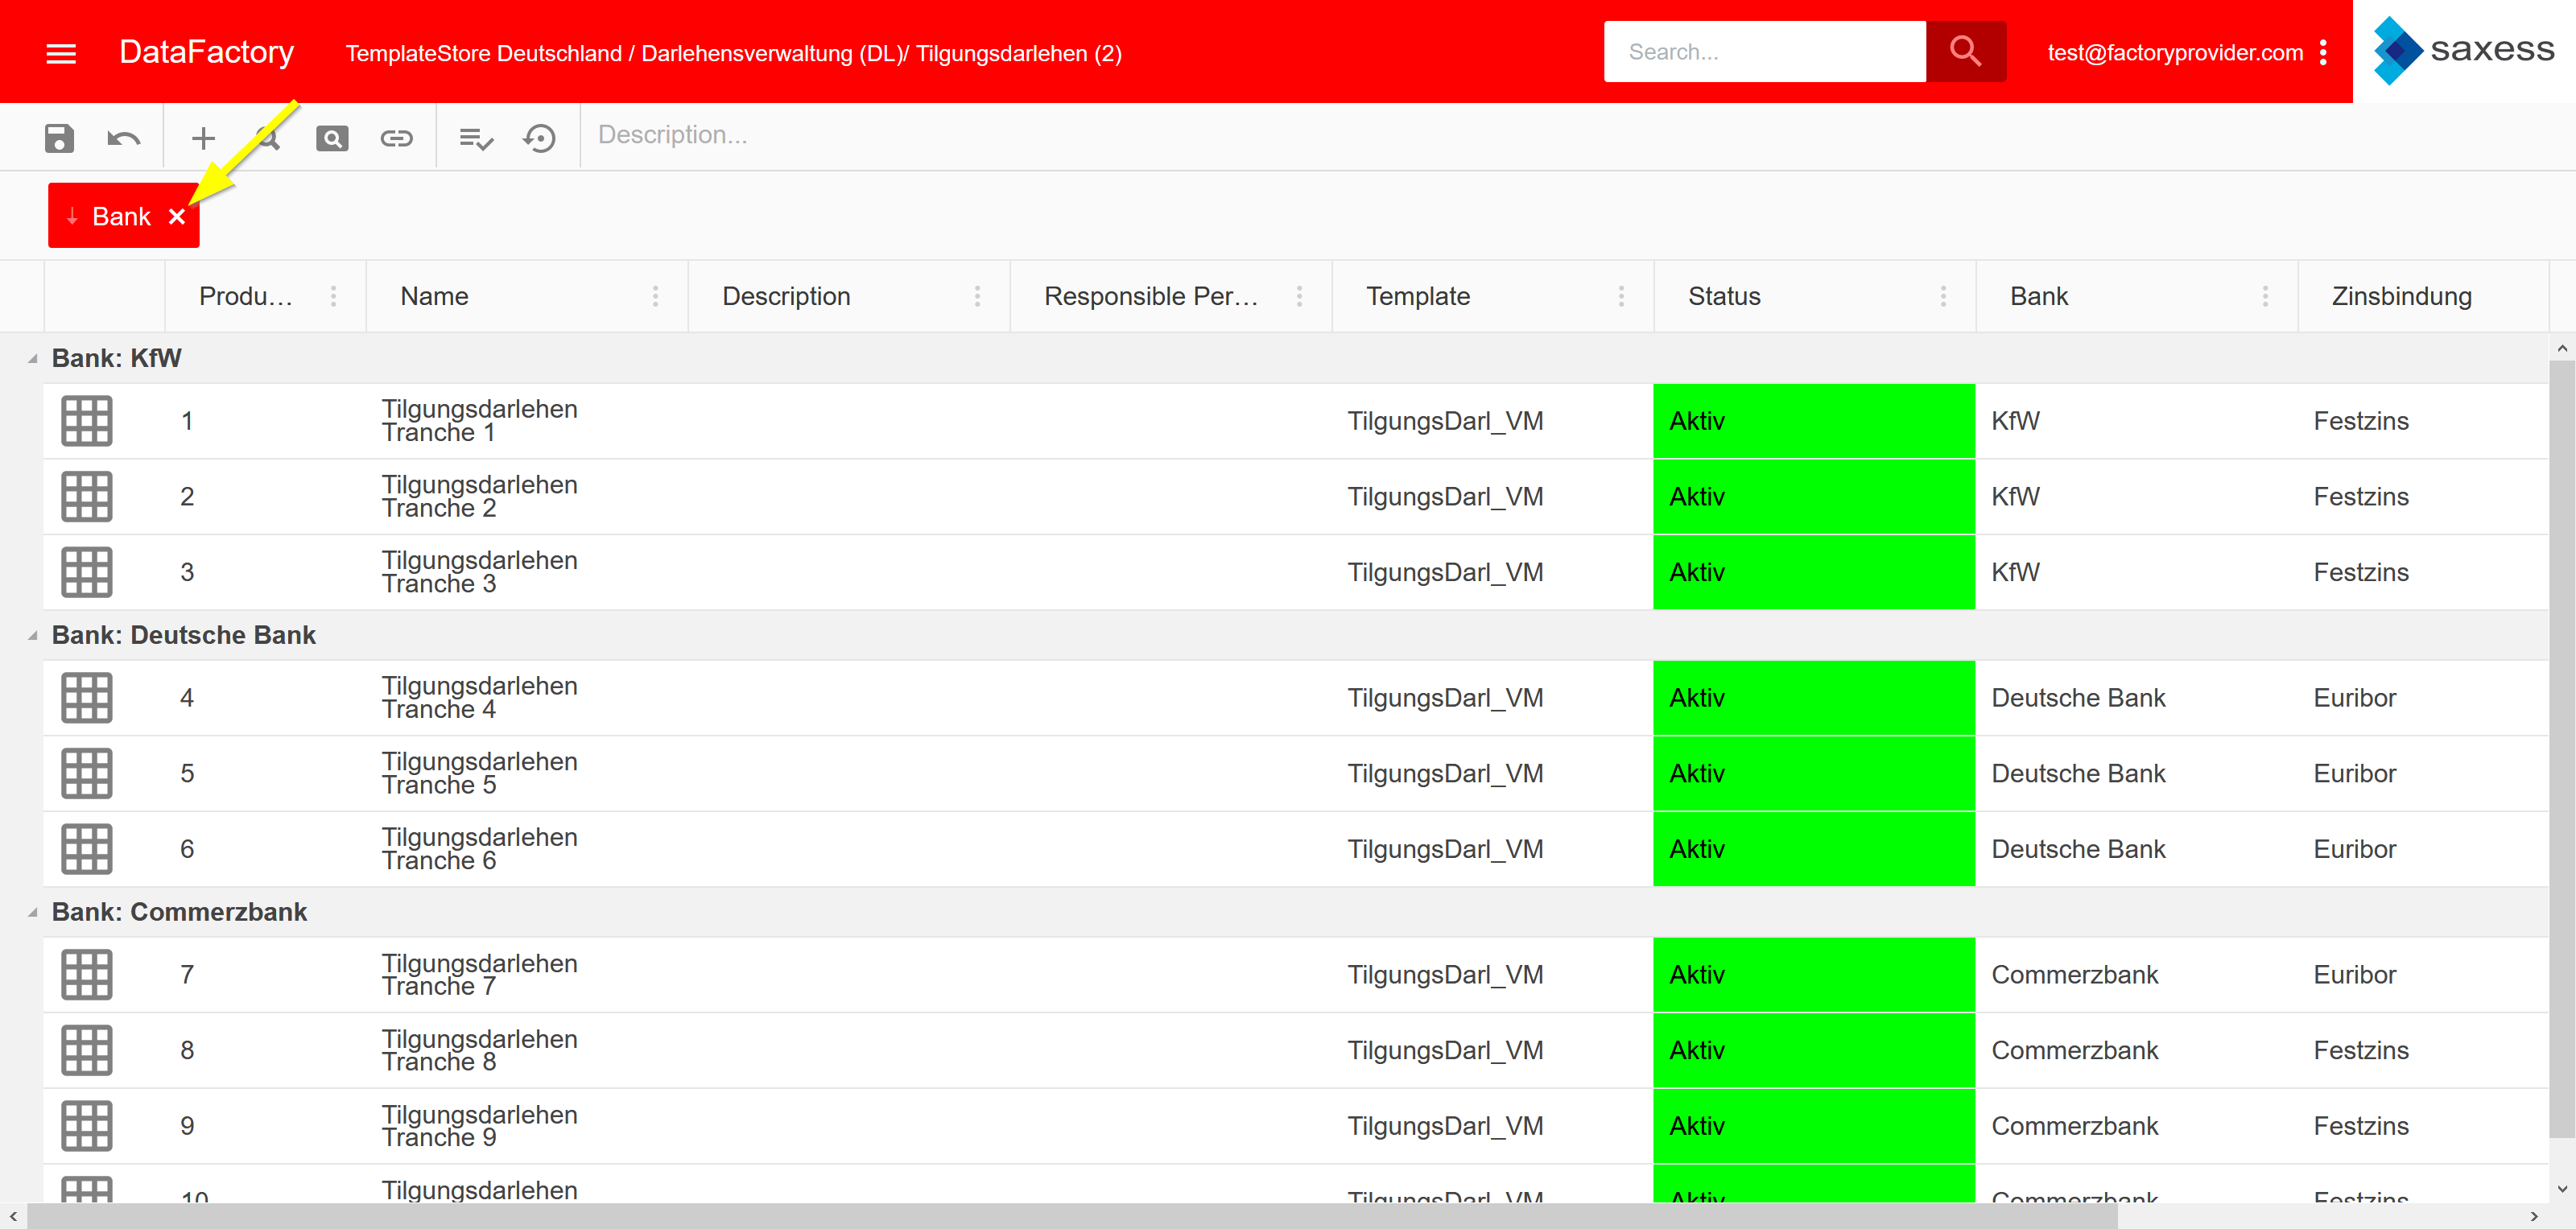 DataFactory TemplateStore Deutschland / Darlehensverwaltung (DL)/ Tilgungsdarlehen (2) Search... test@factoryprovider.com saxess
Description...
Bank
Produ... Name Description Responsible Per... Template Status Bank Zinsbindung
Bank: KfW
1 Tilgungsdarlehen Tranche 1 TilgungsDarl_VM Aktiv KfW Festzins
2 Tilgungsdarlehen Tranche 2 TilgungsDarl_VM Aktiv KfW Festzins
3 Tilgungsdarlehen Tranche 3 TilgungsDarl_VM Aktiv KfW Festzins
Bank: Deutsche Bank
4 Tilgungsdarlehen Tranche 4 TilgungsDarl_VM Aktiv Deutsche Bank Euribor
5 Tilgungsdarlehen Tranche 5 TilgungsDarl_VM Aktiv Deutsche Bank Euribor
6 Tilgungsdarlehen Tranche 6 TilgungsDarl_VM Aktiv Deutsche Bank Euribor
Bank: Commerzbank
7 Tilgungsdarlehen Tranche 7 TilgungsDarl_VM Aktiv Commerzbank Euribor
8 Tilgungsdarlehen Tranche 8 TilgungsDarl_VM Aktiv Commerzbank Festzins
9 Tilgungsdarlehen Tranche 9 TilgungsDarl_VM Aktiv Commerzbank Festzins
10 Tilgungsdarlehen TilgungsDarl_VM Aktiv Commerzbank Festzins